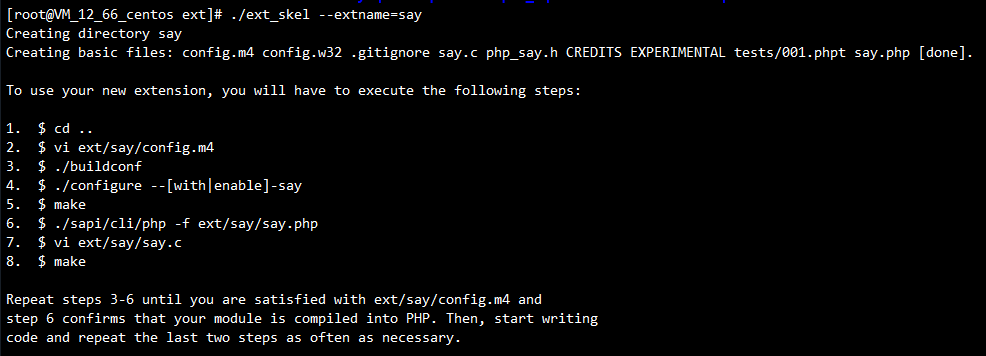 [root@VM_12_66_centos ext]# ./ext_skel --extname=say
Creating directory say
Creating basic files: config.m4 config.w32 .gitignore say.c php_say.h CREDITS EXPERIMENTAL tests/001.phpt say.php [done].
To use your new extension, you will have to execute the following steps:
1.  $ cd ..
2.  $ vi ext/say/config.m4
3.  $ ./buildconf
4.  $ ./configure --[with|enable]-say
5.  $ make
6.  $ ./sapi/cli/php -f ext/say/say.php
7.  $ vi ext/say/say.c
8.  $ make
Repeat steps 3-6 until you are satisfied with ext/say/config.m4 and
step 6 confirms that your module is compiled into PHP. Then, start writing
code and repeat the last two steps as often as necessary.